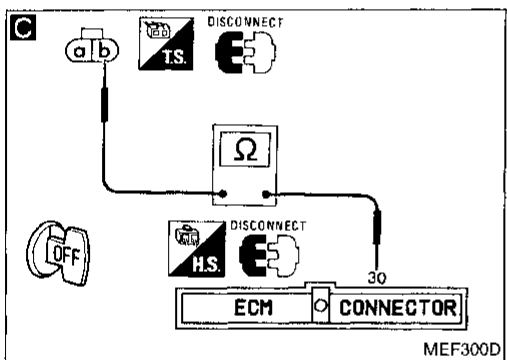 C
DISCONNECT
a b
T.S.
Ω
DISCONNECT
OFF
H.S.
30
ECM CONNECTOR
MEF300D